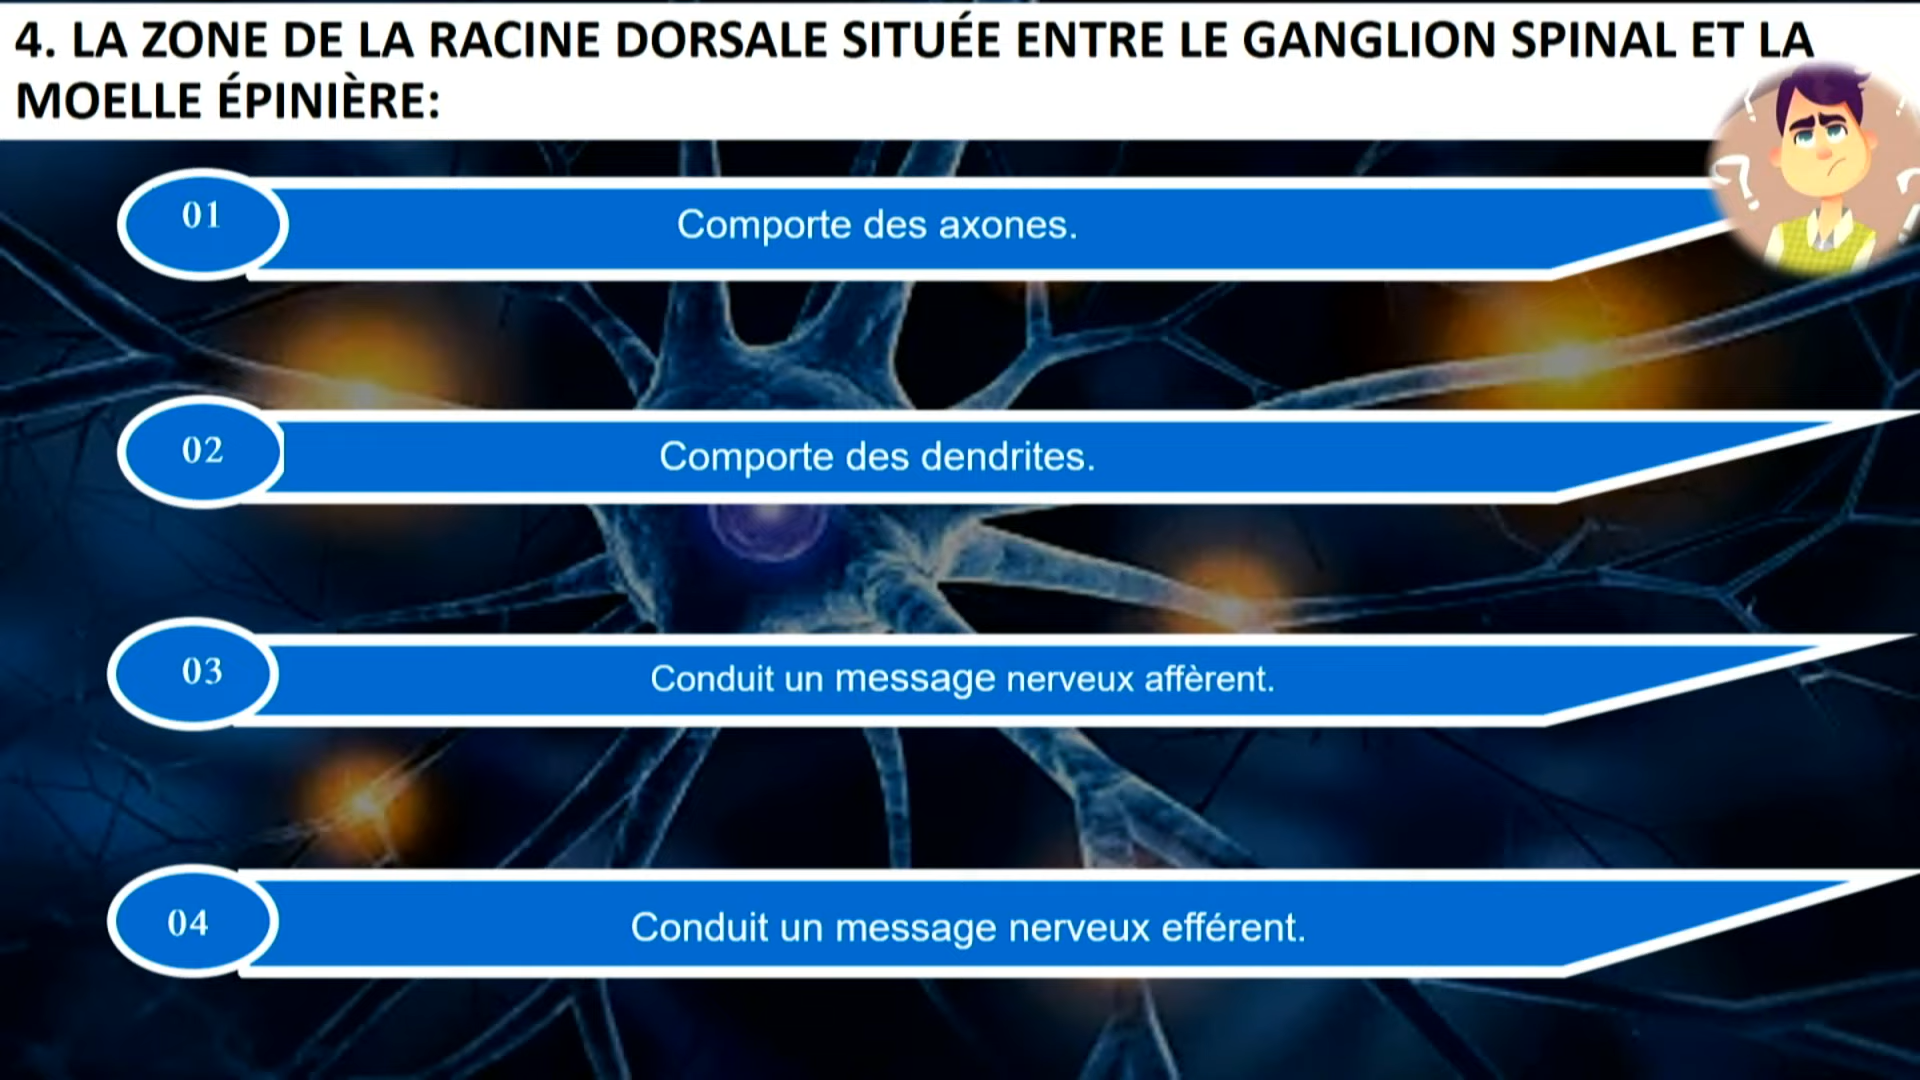 4. LA ZONE DE LA RACINE DORSALE SITUÉE ENTRE LE GANGLION SPINAL ET LA
MOELLE ÉPINIÈRE:
01
Comporte des axones.
02
Comporte des dendrites.
03
Conduit un message nerveux affèrent.
04
Conduit un message nerveux efférent.